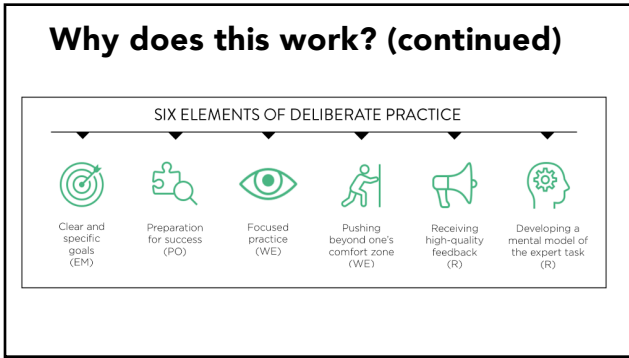 Why does this work? (continued)
SIX ELEMENTS OF DELIBERATE PRACTICE
Clear and
specific
goals
(EM)
Preparation
for success
(PO)
Focused
practice
(WE)
Pushing
beyond one's
comfort zone
(WE)
Receiving
high-quality
feedback
(R)
Developing a
mental model of
the expert task
(R)